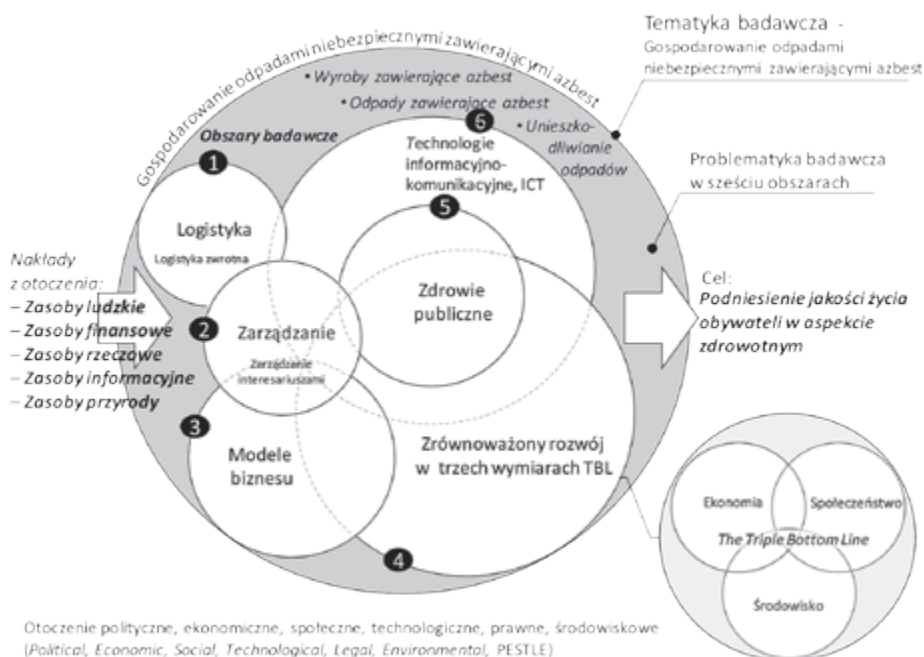 Gospodarowanie odpadami niebezpiecznymi zawierającymi azbest
• Wyroby zawierające azbest
• Odpady zawierające azbest
• Unieszko-
dliwianie
odpadów
Tematyka badawcza -
Gospodarowanie odpadami
niebezpiecznymi zawierającymi azbest
Problematyka badawcza
w sześciu obszarach
Obszary badawcze
1
Logistyka
Logistyka zwrotna
6
Technologie
informacyjno-
komunikacyjne, ICT
5
Zdrowie
publiczne
Nakłady
z otoczenia:
– Zasoby ludzkie
– Zasoby finansowe
– Zasoby rzeczowe
– Zasoby informacyjne
– Zasoby przyrody
2
Zarządzanie
Zarządzanie
interesariuszami
Cel:
Podniesienie jakości życia
obywateli w aspekcie
zdrowotnym
3
Modele
biznesu
Zrównoważony rozwój
w trzech wymiarach TBL
4
Ekonomia
Społeczeństwo
The Triple Bottom Line
Środowisko
Otoczenie polityczne, ekonomiczne, społeczne, technologiczne, prawne, środowiskowe
(Political, Economic, Social, Technological, Legal, Environmental, PESTLE)